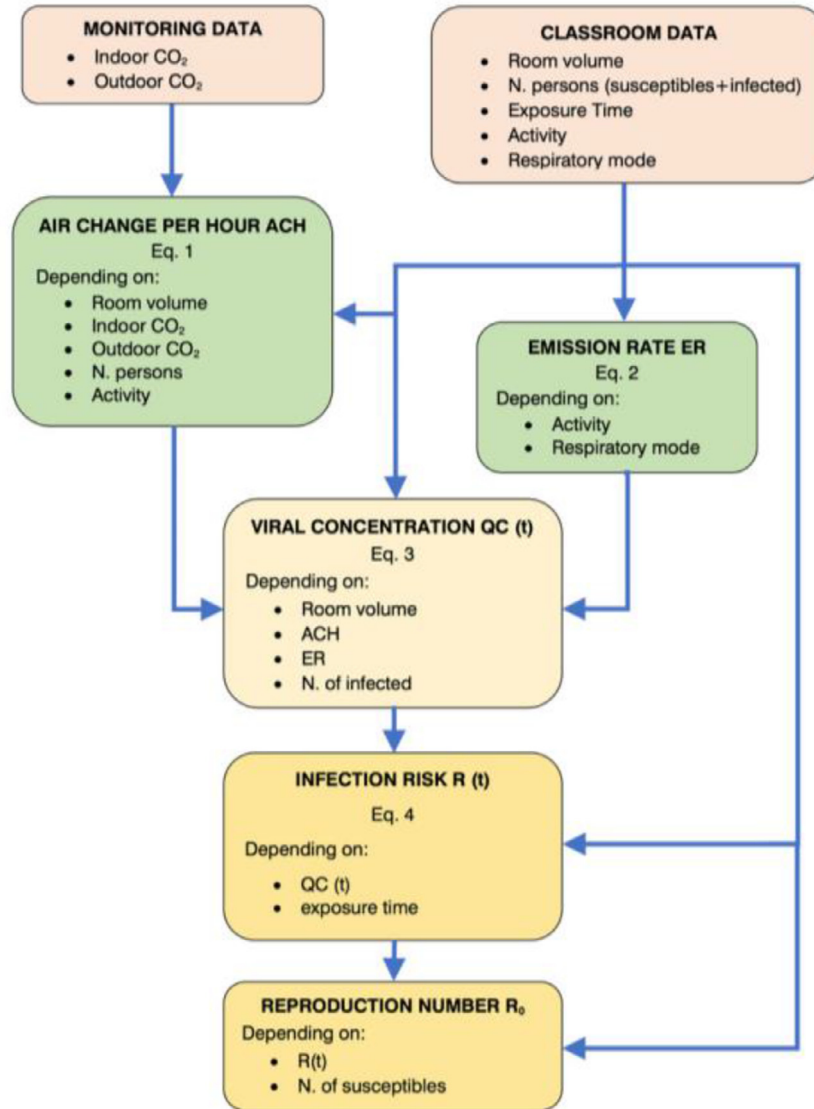 MONITORING DATA
• Indoor CO₂
• Outdoor CO₂
CLASSROOM DATA
• Room volume
• N. persons (susceptibles+infected)
• Exposure Time
• Activity
• Respiratory mode
AIR CHANGE PER HOUR ACH
Eq. 1
Depending on:
• Room volume
• Indoor CO₂
• Outdoor CO₂
• N. persons
• Activity
EMISSION RATE ER
Eq. 2
Depending on:
• Activity
• Respiratory mode
VIRAL CONCENTRATION QC (t)
Eq. 3
Depending on:
• Room volume
• ACH
• ER
• N. of infected
INFECTION RISK R (t)
Eq. 4
Depending on:
• QC (t)
• exposure time
REPRODUCTION NUMBER R₀
Depending on:
• R(t)
• N. of susceptibles